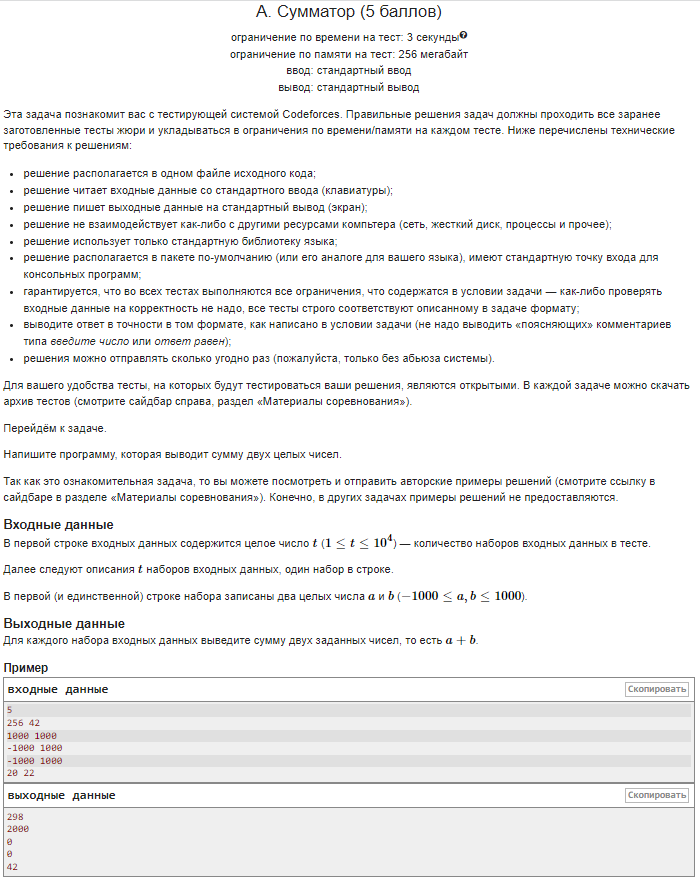 А. Сумматор (5 баллов)
ограничение по времени на тест: 3 секунды?
ограничение по памяти на тест: 256 мегабайт
ввод: стандартный ввод
вывод: стандартный вывод
Эта задача познакомит вас с тестирующей системой Codeforces. Правильные решения задач должны проходить все заранее
заготовленные тесты жюри и укладываться в ограничения по времени/памяти на каждом тесте. Ниже перечислены технические
требования к решениям:
• решение располагается в одном файле исходного кода;
• решение читает входные данные со стандартного ввода (клавиатуры);
• решение пишет выходные данные на стандартный вывод (экран);
• решение не взаимодействует как-либо с другими ресурсами компьтера (сеть, жесткий диск, процессы и прочее);
• решение использует только стандартную библиотеку языка;
• решение располагается в пакете по-умолчанию (или его аналоге для вашего языка), имеют стандартную точку входа для
консольных программ;
• гарантируется, что во всех тестах выполняются все ограничения, что содержатся в условии задачи — как-либо проверять
входные данные на корректность не надо, все тесты строго соответствуют описанному в задаче формату;
• выводите ответ в точности в том формате, как написано в условии задачи (не надо выводить «поясняющих» комментариев
типа введите число или ответ равен);
• решения можно отправлять сколько угодно раз (пожалуйста, только без абьюза системы).
Для вашего удобства тесты, на которых будут тестироваться ваши решения, являются открытыми. В каждой задаче можно скачать
архив тестов (смотрите сайдбар справа, раздел «Материалы соревнования»).
Перейдём к задаче.
Напишите программу, которая выводит сумму двух целых чисел.
Так как это ознакомительная задача, то вы можете посмотреть и отправить авторские примеры решений (смотрите ссылку в
сайдбаре в разделе «Материалы соревнования»). Конечно, в других задачах примеры решений не предоставляются.
Входные данные
В первой строке входных данных содержится целое число t (1 ≤ t ≤ 10⁴) — количество наборов входных данных в тесте.
Далее следуют описания t наборов входных данных, один набор в строке.
В первой (и единственной) строке набора записаны два целых числа a и b (−1000 ≤ a, b ≤ 1000).
Выходные данные
Для каждого набора входных данных выведите сумму двух заданных чисел, то есть a + b.
Пример
входные данные Скопировать
5
256 42
1000 1000
-1000 1000
-1000 1000
20 22
выходные данные Скопировать
298
2000
0
0
42